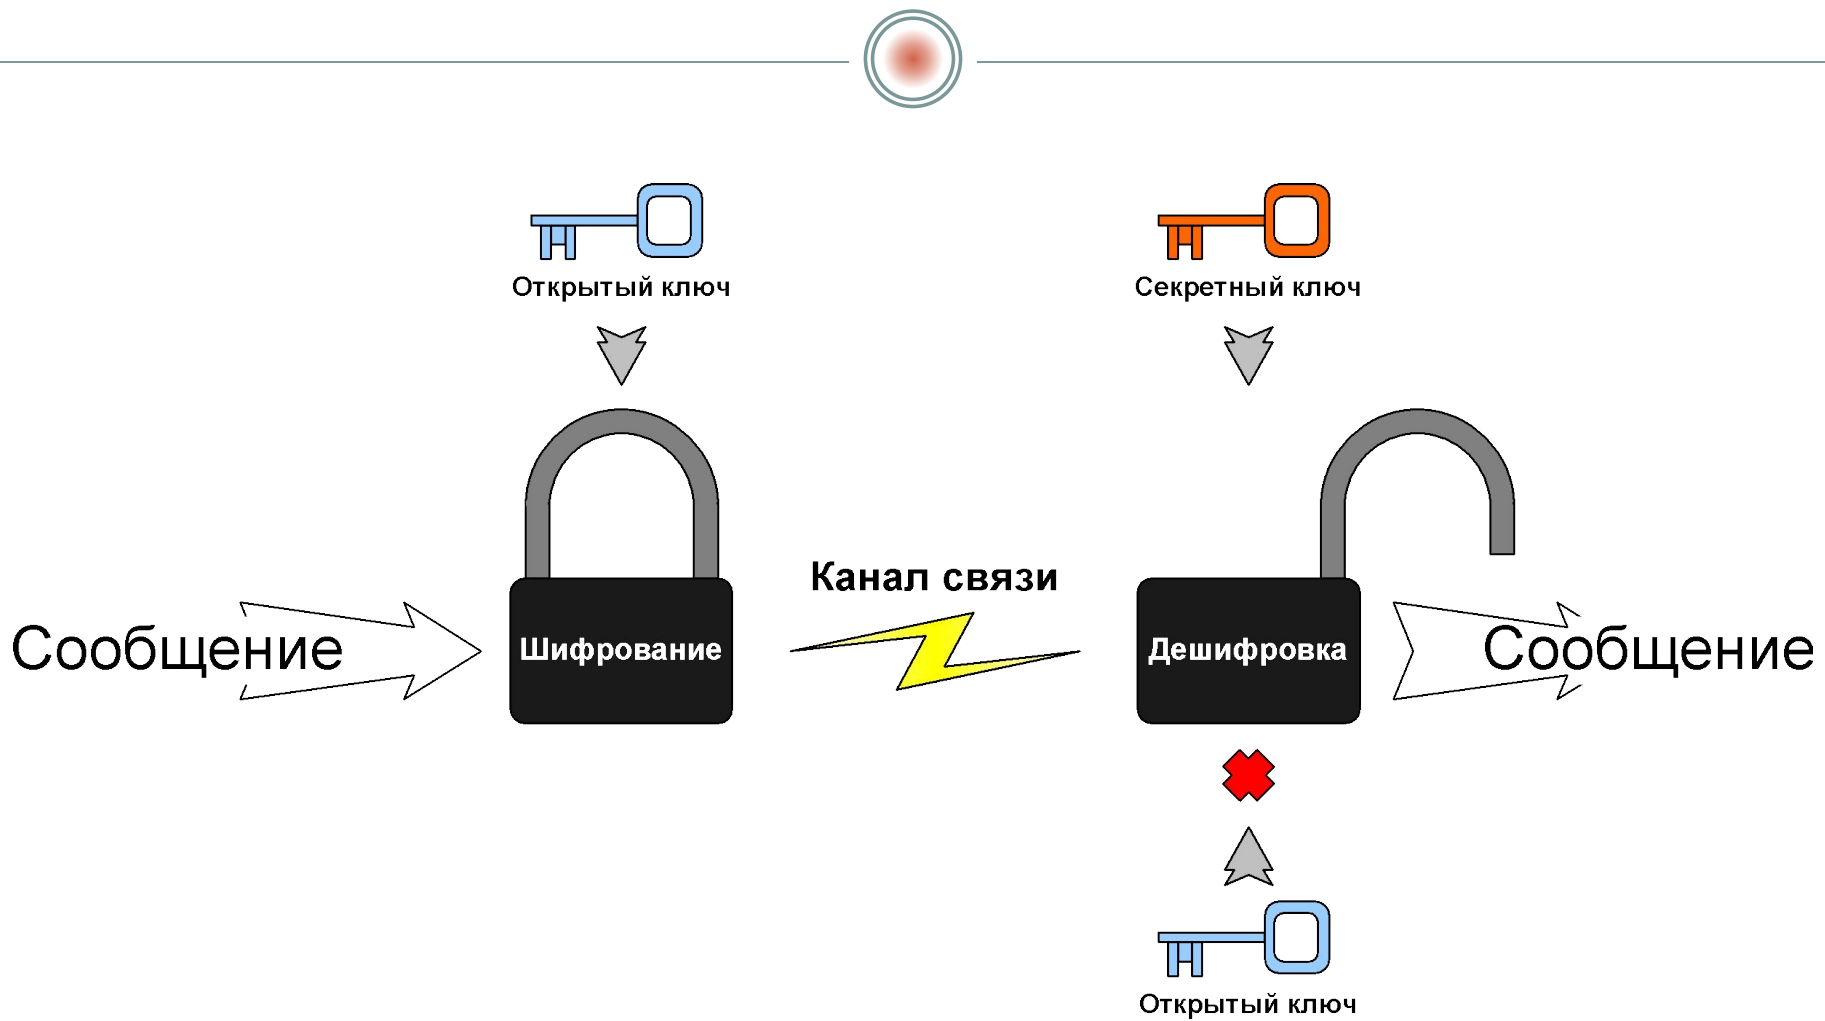 Открытый ключ
Секретный ключ
Канал связи
Сообщение
Шифрование
Дешифровка
Сообщение
Открытый ключ